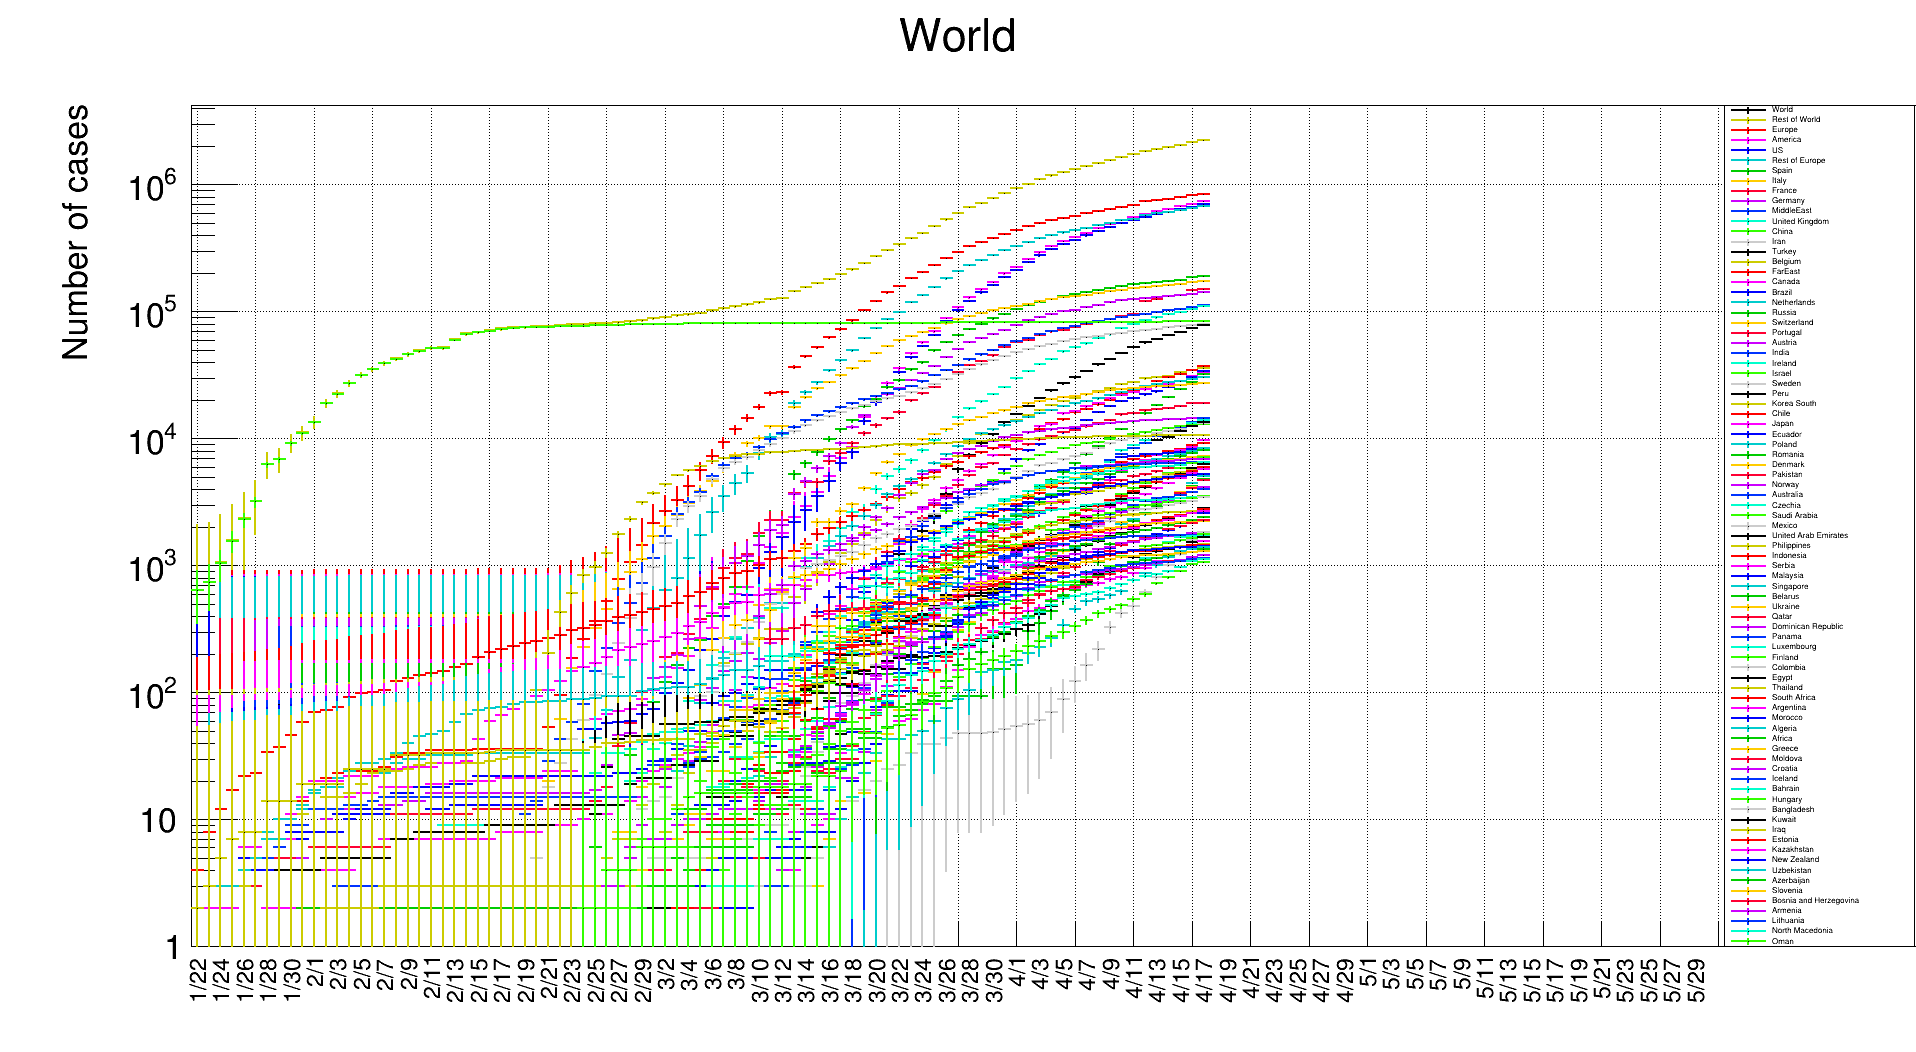 World
Number of cases
10^6
10^5
10^4
10^3
10^2
10
1
1/22
1/24
1/26
1/28
1/30
2/1
2/3
2/5
2/7
2/9
2/11
2/13
2/15
2/17
2/19
2/21
2/23
2/25
2/27
2/29
3/2
3/4
3/6
3/8
3/10
3/12
3/14
3/16
3/18
3/20
3/22
3/24
3/26
3/28
3/30
4/1
4/3
4/5
4/7
4/9
4/11
4/13
4/15
4/17
4/19
4/21
4/23
4/25
4/27
4/29
5/1
5/3
5/5
5/7
5/9
5/11
5/13
5/15
5/17
5/19
5/21
5/23
5/25
5/27
5/29
World
Rest of World
Europe
America
US
Rest of Europe
Spain
Italy
France
Germany
MiddleEast
United Kingdom
China
Iran
Turkey
Belgium
FarEast
Canada
Brazil
Netherlands
Russia
Switzerland
Portugal
Austria
India
Ireland
Israel
Sweden
Peru
Korea South
Chile
Japan
Ecuador
Poland
Romania
Denmark
Pakistan
Norway
Australia
Czechia
Saudi Arabia
Mexico
United Arab Emirates
Philippines
Indonesia
Serbia
Malaysia
Singapore
Belarus
Ukraine
Qatar
Dominican Republic
Panama
Luxembourg
Finland
Colombia
Egypt
Thailand
South Africa
Argentina
Morocco
Algeria
Africa
Greece
Moldova
Croatia
Iceland
Bahrain
Hungary
Bangladesh
Kuwait
Iraq
Estonia
Kazakhstan
New Zealand
Uzbekistan
Azerbaijan
Slovenia
Bosnia and Herzegovina
Armenia
Lithuania
North Macedonia
Oman